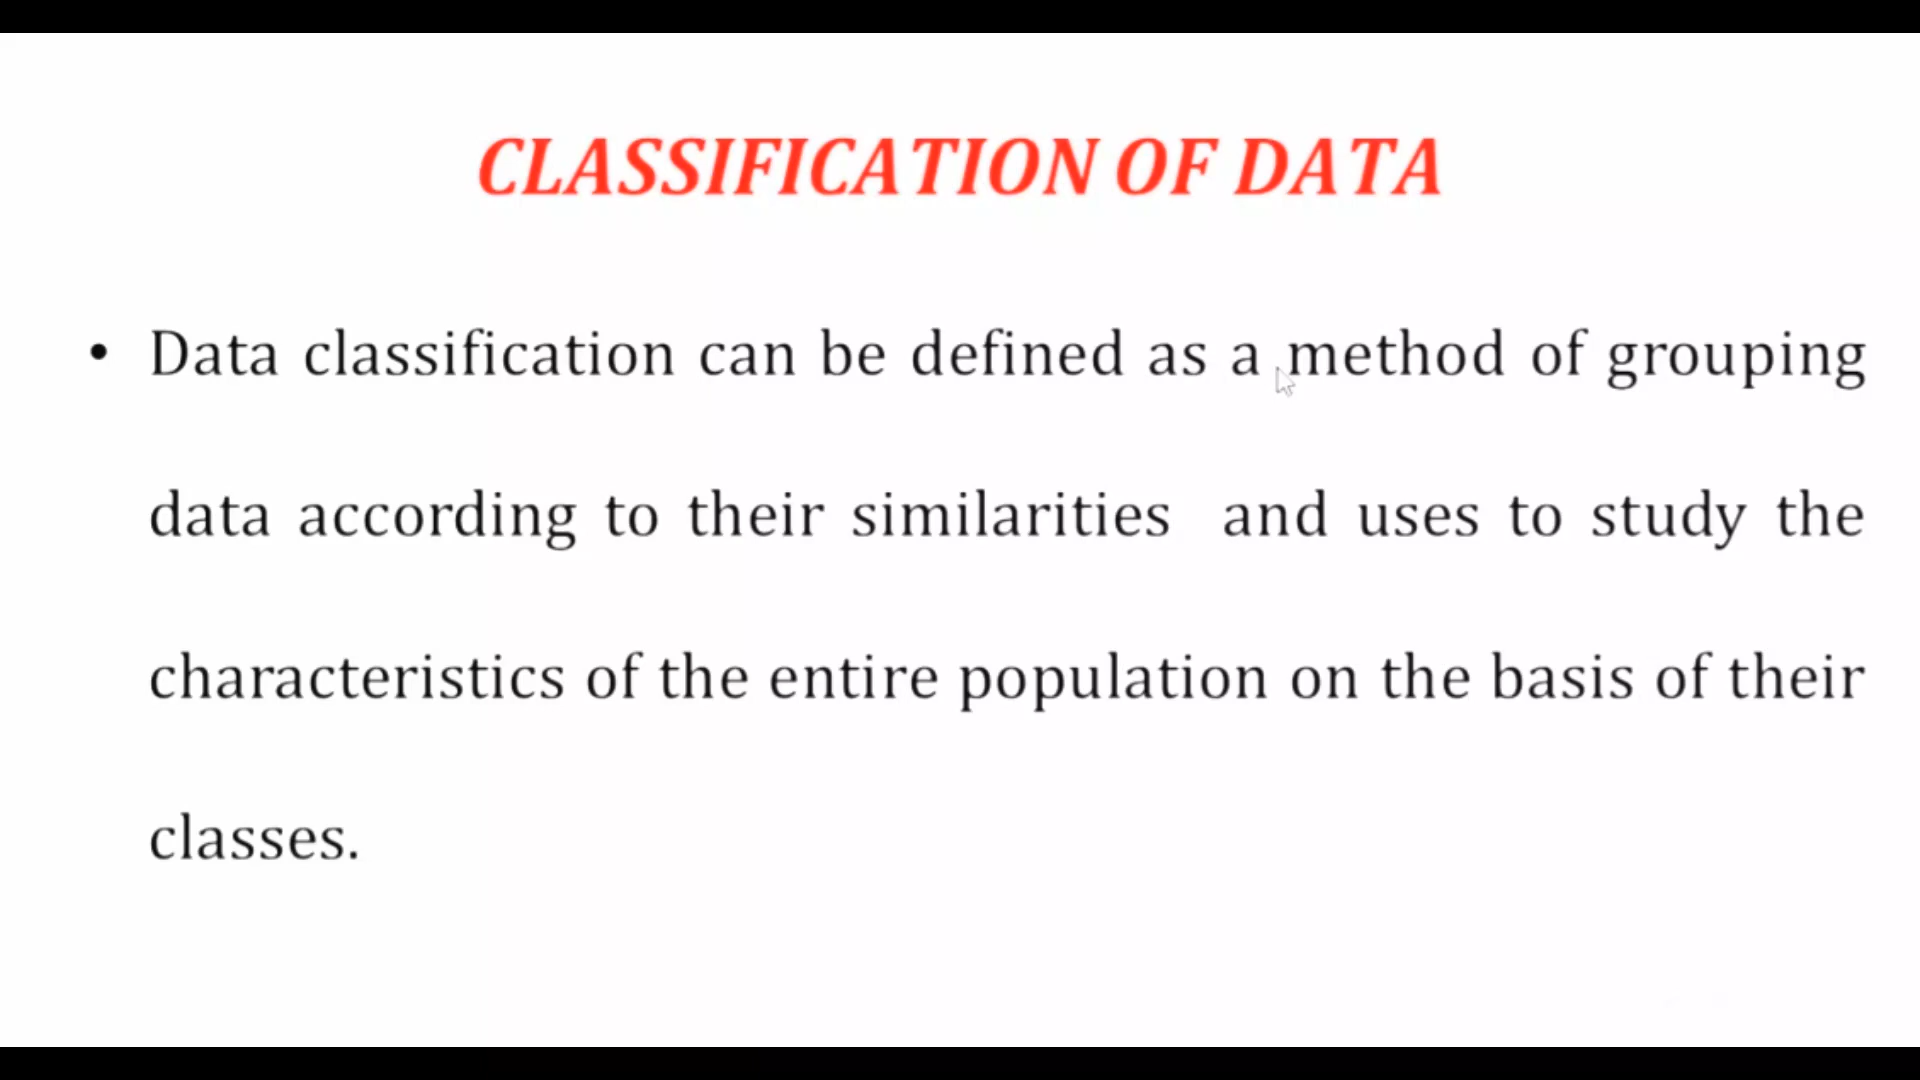 CLASSIFICATION OF DATA
• Data classification can be defined as a method of grouping
data according to their similarities and uses to study the
characteristics of the entire population on the basis of their
classes.